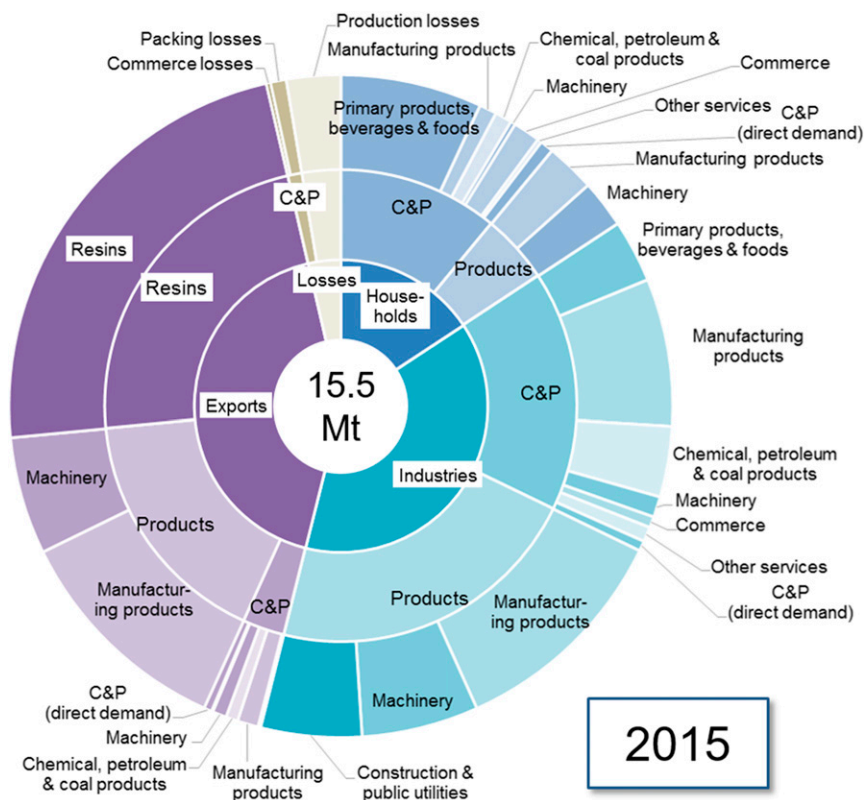 Production losses
Packing losses
Manufacturing products
Commerce losses
Chemical, petroleum &
coal products
Commerce
Machinery
Other services
C&P
(direct demand)
Primary products,
beverages & foods
Manufacturing products
Machinery
C&P
C&P
Primary products,
beverages & foods
Resins
Products
Resins
Losses
House-
holds
Manufacturing
products
15.5
Mt
C&P
Exports
Industries
Chemical, petroleum
& coal products
Machinery
Machinery
Commerce
Products
Other services
C&P
(direct demand)
Manufactur-
ing products
C&P
Products
Manufactur-
ing products
C&P
(direct demand)
Machinery
Machinery
Chemical, petroleum
& coal products
Manufacturing
products
Construction &
public utilities
2015